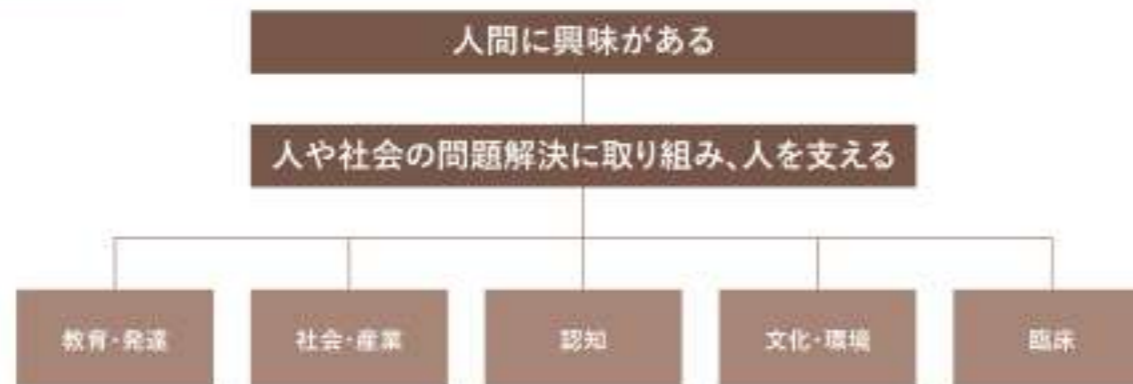 人間に興味がある
人や社会の問題解決に取り組み、人を支える
教育・発達
社会・産業
認知
文化・環境
臨床